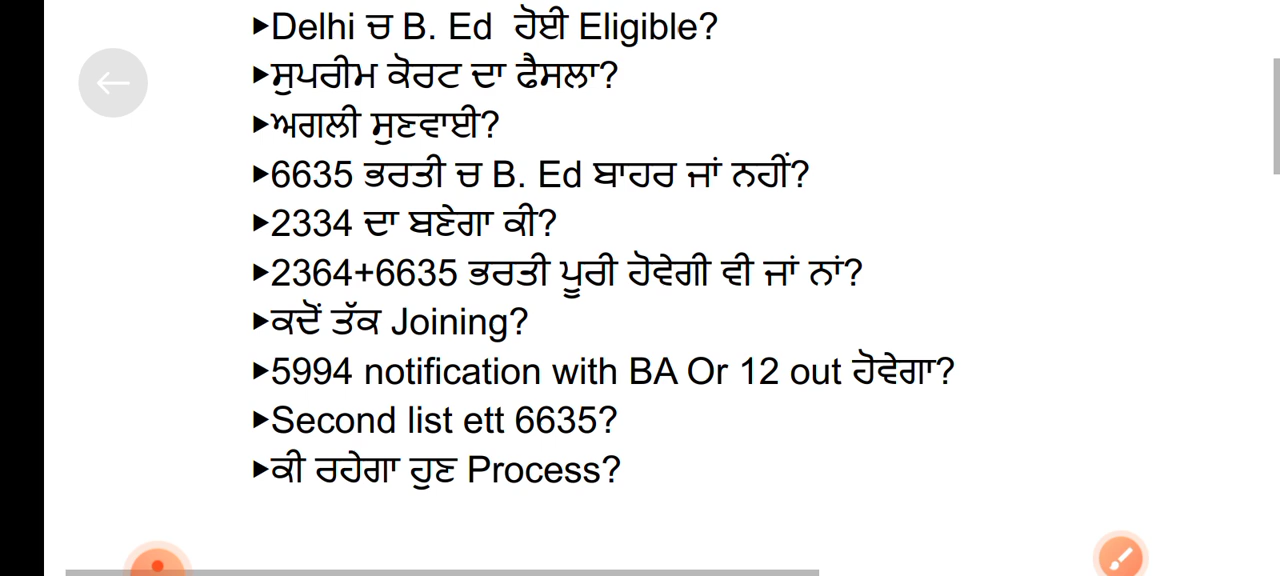 ▶Delhi ਚ B. Ed ਹੋਈ Eligible?
▶ਸੁਪਰੀਮ ਕੋਰਟ ਦਾ ਫੈਸਲਾ?
▶ਅਗਲੀ ਸੁਣਵਾਈ?
▶6635 ਭਰਤੀ ਚ B. Ed ਬਾਹਰ ਜਾਂ ਨਹੀਂ?
▶2334 ਦਾ ਬਣੇਗਾ ਕੀ?
▶2364+6635 ਭਰਤੀ ਪੂਰੀ ਹੋਵੇਗੀ ਵੀ ਜਾਂ ਨਾਂ?
▶ਕਦੋਂ ਤੱਕ Joining?
▶5994 notification with BA Or 12 out ਹੋਵੇਗਾ?
▶Second list ett 6635?
▶ਕੀ ਰਹੇਗਾ ਹੁਣ Process?